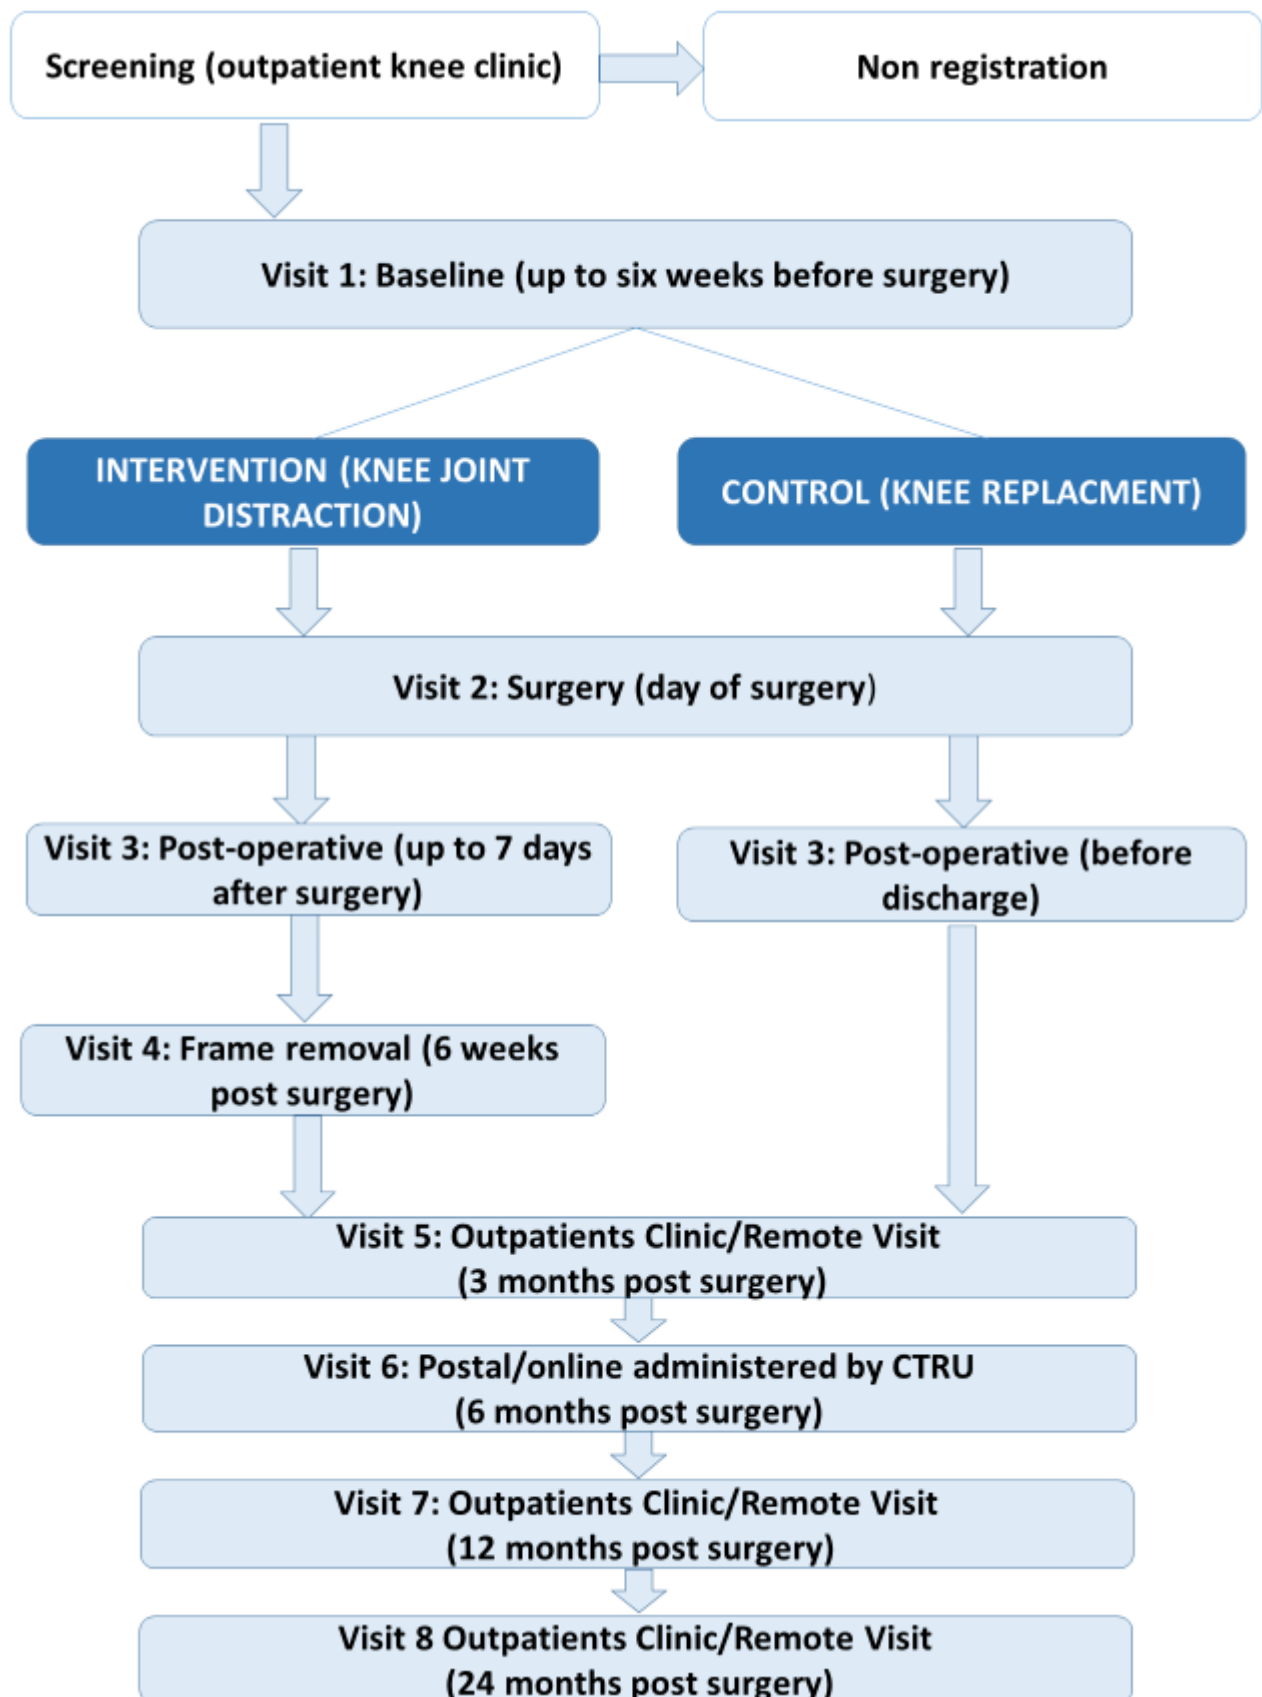 Screening (outpatient knee clinic)
Non registration
Visit 1: Baseline (up to six weeks before surgery)
INTERVENTION (KNEE JOINT
DISTRACTION)
CONTROL (KNEE REPLACMENT)
Visit 2: Surgery (day of surgery)
Visit 3: Post-operative (up to 7 days
after surgery)
Visit 3: Post-operative (before
discharge)
Visit 4: Frame removal (6 weeks
post surgery)
Visit 5: Outpatients Clinic/Remote Visit
(3 months post surgery)
Visit 6: Postal/online administered by CTRU
(6 months post surgery)
Visit 7: Outpatients Clinic/Remote Visit
(12 months post surgery)
Visit 8 Outpatients Clinic/Remote Visit
(24 months post surgery)